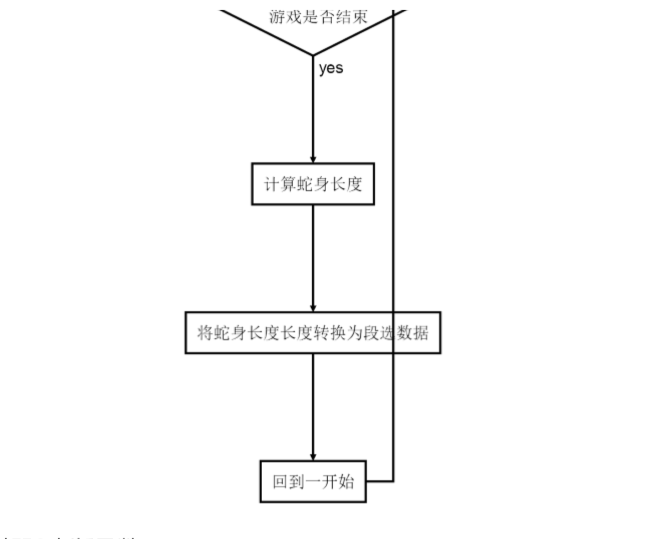 游戏是否结束
yes
计算蛇身长度
将蛇身长度长度转换为段选数据
回到一开始